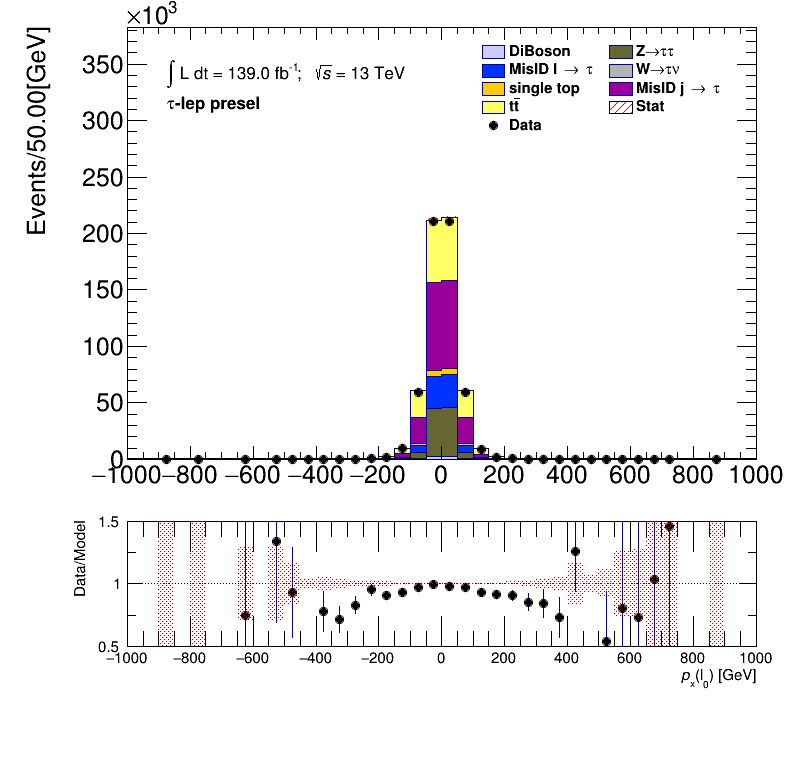 ×10³
Events/50.00[GeV]
350
300
250
200
150
100
50
0
∫ L dt = 139.0 fb⁻¹; √s = 13 TeV
τ-lep presel
DiBoson
MisID l → τ
single top
tt̄
Data
Z→ττ
W→τν
MisID j → τ
Stat
−1000 −800 −600 −400 −200 0 200 400 600 800 1000
Data/Model
1.5
1
0.5
−1000 −800 −600 −400 −200 0 200 400 600 800 1000
pₓ(l₀) [GeV]